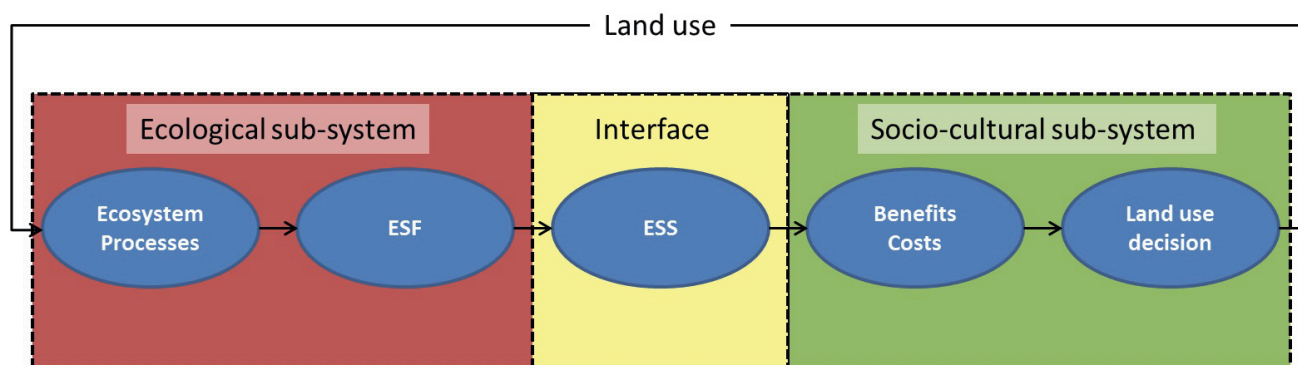 Land use
Ecological sub-system
Interface
Socio-cultural sub-system
Ecosystem
Processes
ESF
ESS
Benefits
Costs
Land use
decision